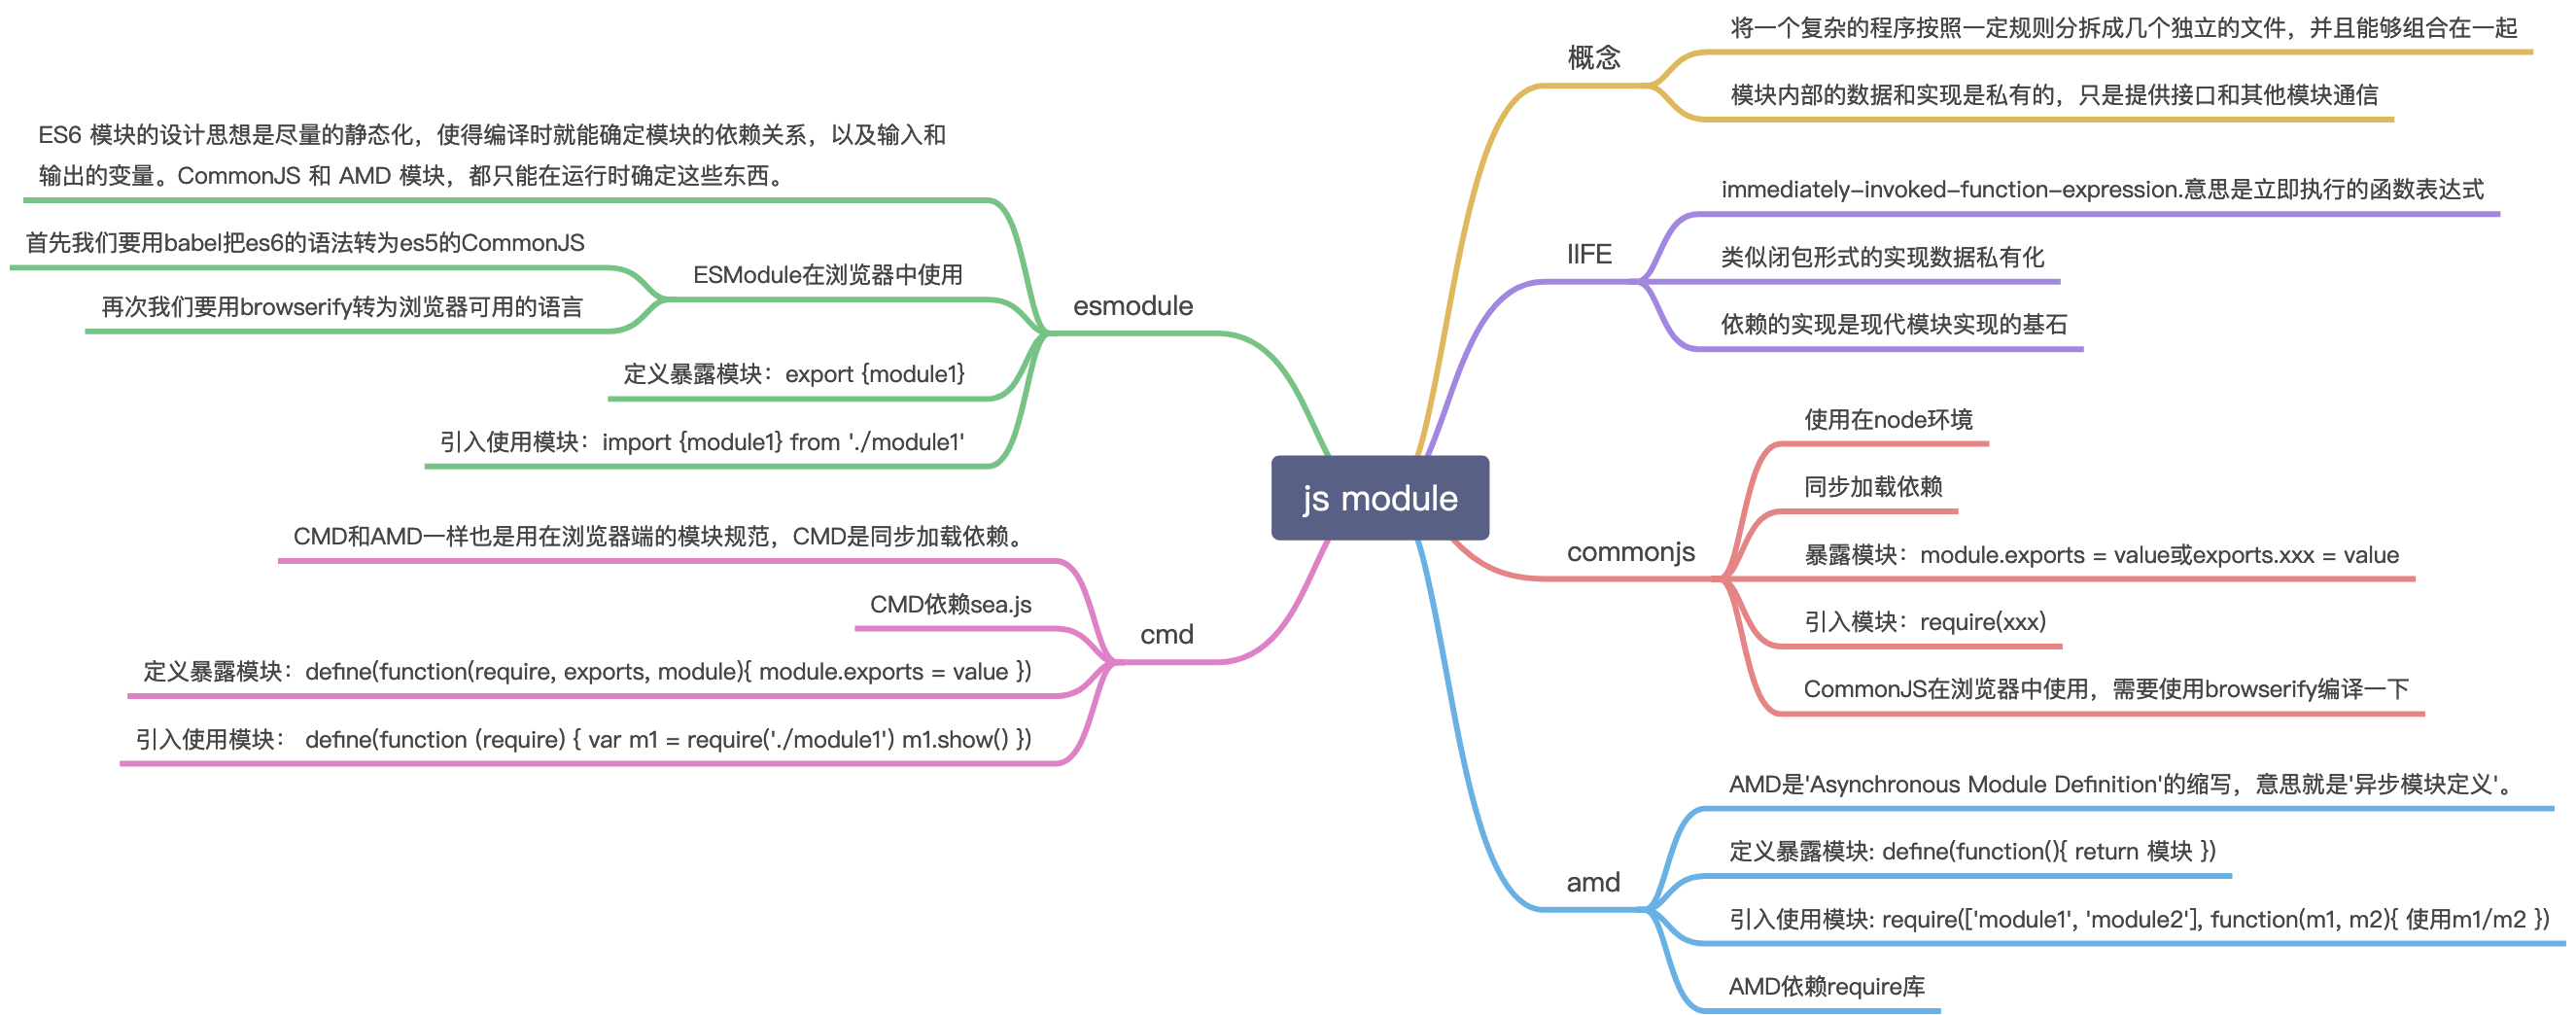 js module
概念
将一个复杂的程序按照一定规则分拆成几个独立的文件，并且能够组合在一起
模块内部的数据和实现是私有的，只是提供接口和其他模块通信
IIFE
immediately-invoked-function-expression.意思是立即执行的函数表达式
类似闭包形式的实现数据私有化
依赖的实现是现代模块实现的基石
commonjs
使用在node环境
同步加载依赖
暴露模块：module.exports = value或exports.xxx = value
引入模块：require(xxx)
CommonJS在浏览器中使用，需要使用browserify编译一下
amd
AMD是'Asynchronous Module Definition'的缩写，意思就是'异步模块定义'。
定义暴露模块: define(function(){ return 模块 })
引入使用模块: require(['module1', 'module2'], function(m1, m2){ 使用m1/m2 })
AMD依赖require库
esmodule
ES6 模块的设计思想是尽量的静态化，使得编译时就能确定模块的依赖关系，以及输入和
输出的变量。CommonJS 和 AMD 模块，都只能在运行时确定这些东西。
ESModule在浏览器中使用
首先我们要用babel把es6的语法转为es5的CommonJS
再次我们要用browserify转为浏览器可用的语言
定义暴露模块：export {module1}
引入使用模块：import {module1} from './module1'
cmd
CMD和AMD一样也是用在浏览器端的模块规范，CMD是同步加载依赖。
CMD依赖sea.js
定义暴露模块：define(function(require, exports, module){ module.exports = value })
引入使用模块： define(function (require) { var m1 = require('./module1') m1.show() })